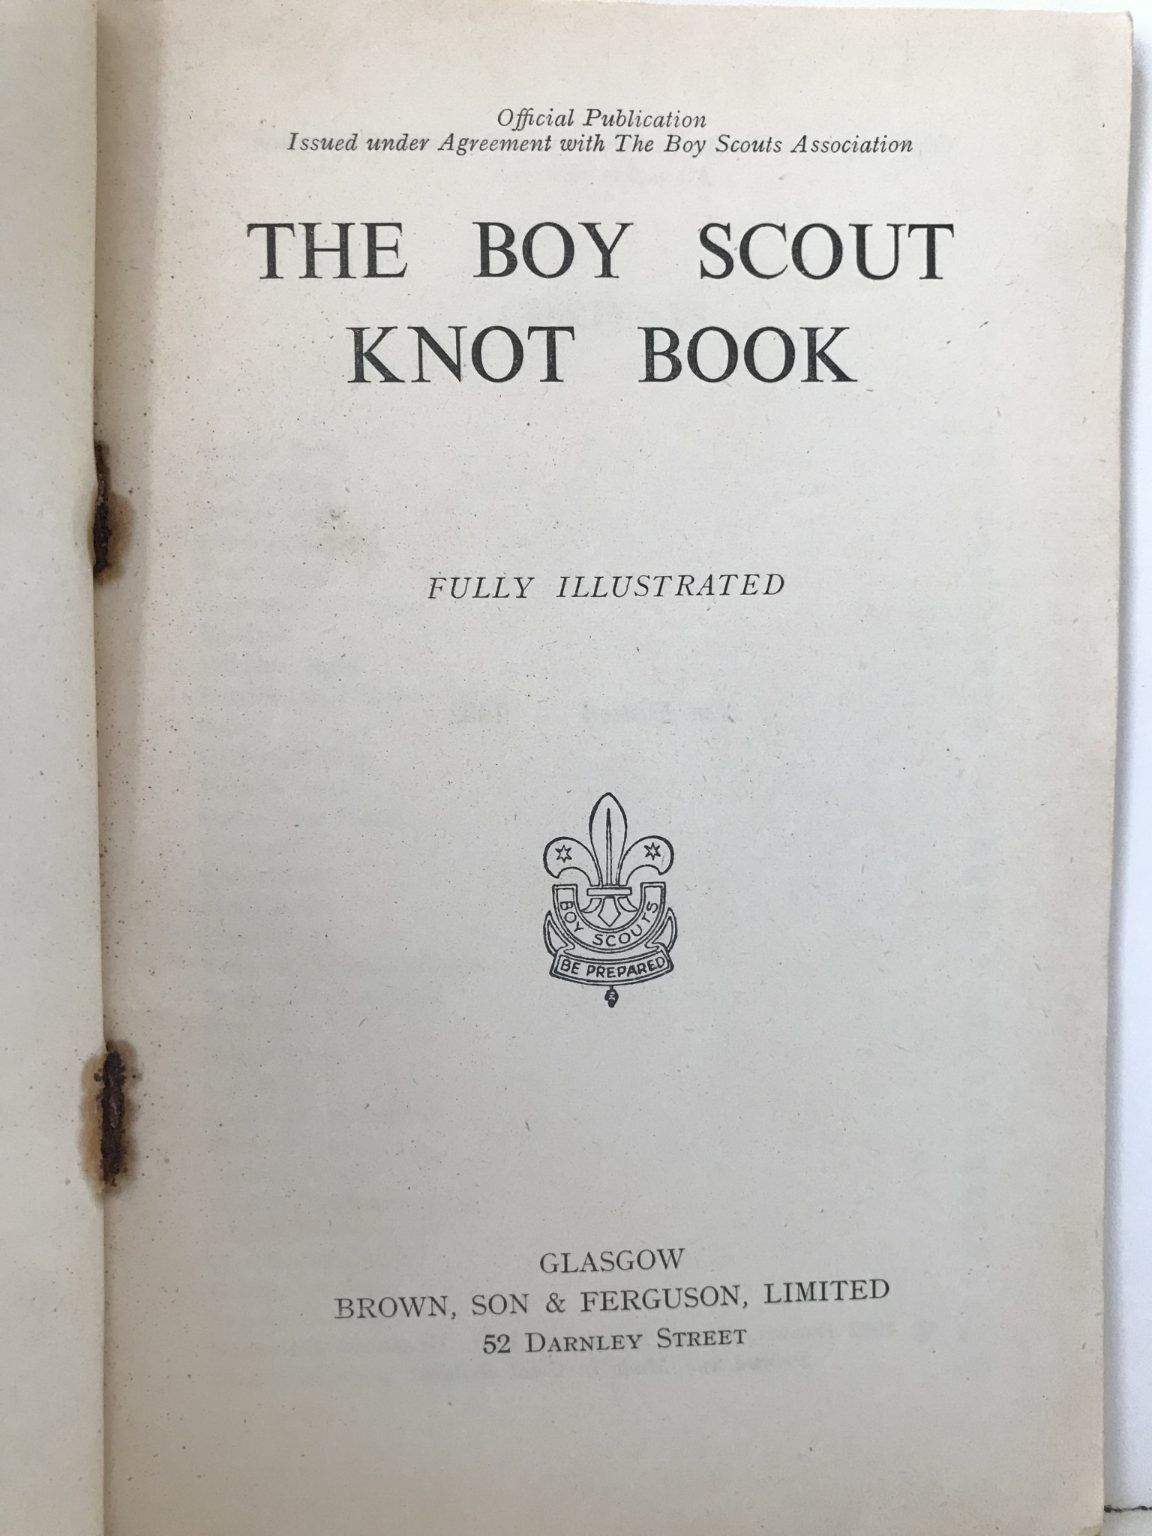 Official Publication
Issued under Agreement with The Boy Scouts Association
THE BOY SCOUT
KNOT BOOK
FULLY ILLUSTRATED
BOY SCOUTS
BE PREPARED
GLASGOW
BROWN, SON & FERGUSON, LIMITED
52 DARNLEY STREET